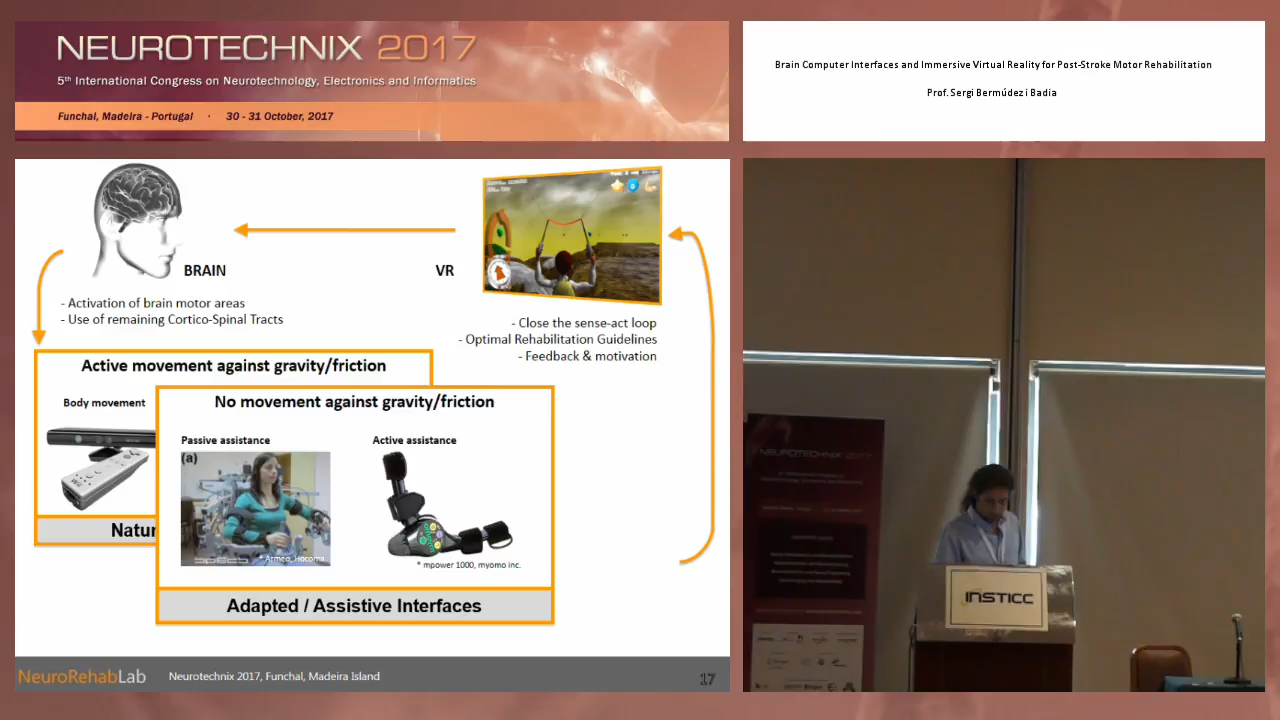 NEUROTECHNIX 2017
5th International Congress on Neurotechnology, Electronics and Informatics
Funchal, Madeira - Portugal · 30 - 31 October, 2017
Brain Computer Interfaces and Immersive Virtual Reality for Post-Stroke Motor Rehabilitation
Prof. Sergi Bermúdez i Badia
BRAIN
VR
- Activation of brain motor areas
- Use of remaining Cortico-Spinal Tracts
- Close the sense-act loop
- Optimal Rehabilitation Guidelines
- Feedback & motivation
Active movement against gravity/friction
Body movement
Natur
No movement against gravity/friction
Passive assistance
Active assistance
(a)
* Armeo, Hocoma
* mpower 1000, myomo inc.
Adapted / Assistive Interfaces
NeuroRehabLab
Neurotechnix 2017, Funchal, Madeira Island
17
NEUROTECHNIX 2017
INSTICC